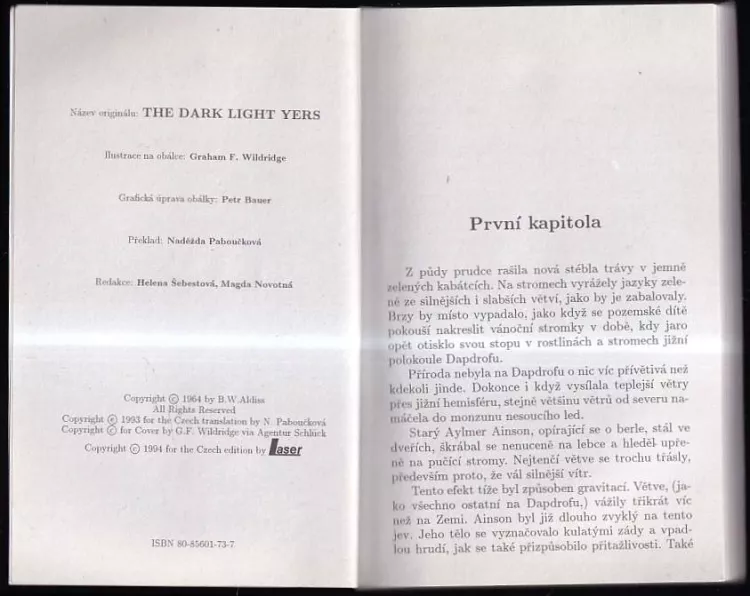 Název originálu: THE DARK LIGHT YERS
Ilustrace na obálce: Graham F. Wildridge
Grafická úprava obálky: Petr Bauer
Překlad: Naděžda Paboučková
Redakce: Helena Šebestová, Magda Novotná
Copyright © 1964 by B.W.Aldiss
All Rights Reserved
Copyright © 1993 for the Czech translation by N. Paboučková
Copyright © for Cover by G.F. Wildridge via Agentur Schlück
Copyright © 1994 for the Czech edition by Laser
ISBN 80-85601-73-7
První kapitola
Z půdy prudce rašila nová stébla trávy v jemně
zelených kabátcích. Na stromech vyrážely jazyky zele-
ně ze silnějších i slabších větví, jako by je zabalovaly.
Brzy by místo vypadalo, jako když se pozemské dítě
pokouší nakreslit vánoční stromky v době, kdy jaro
opět otisklo svou stopu v rostlinách a stromech jižní
polokoule Dapdrofu.
Příroda nebyla na Dapdrofu o nic víc přívětivá než
kdekoli jinde. Dokonce i když vysílala teplejší větry
přes jižní hemisféru, stejně většinu větrů od severu na-
máčela do monzunu nesoucího led.
Starý Aylmer Ainson, opírající se o berle, stál ve
dveřích, škrábal se nenuceně na lebce a hleděl upře-
ně na pučící stromy. Nejtenčí větve se trochu třásly,
především proto, že vál silnější vítr.
Tento efekt tíže byl způsoben gravitací. Větve, (ja-
ko všechno ostatní na Dapdrofu,) vážily třikrát víc
než na Zemi. Ainson byl již dlouho zvyklý na tento
jev. Jeho tělo se vyznačovalo kulatými zády a vpad-
lou hrudí, jak se také přizpůsobilo přitažlivosti. Také